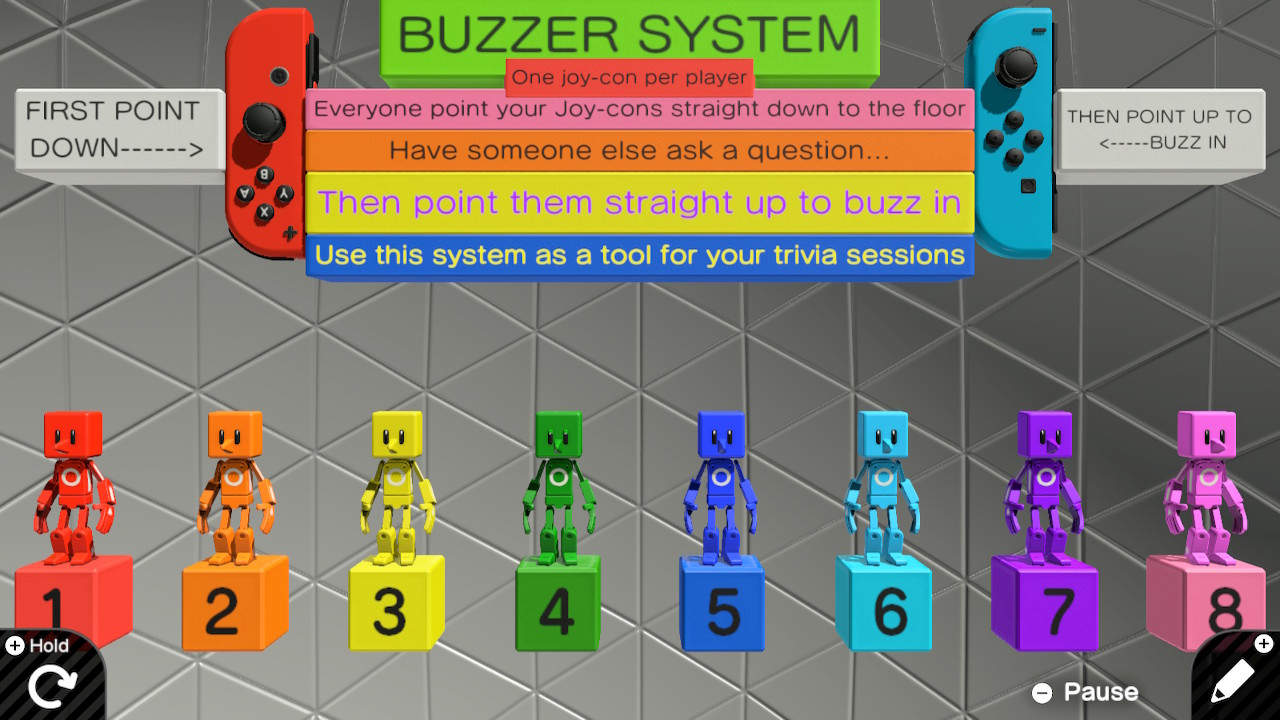 BUZZER SYSTEM
One joy-con per player
FIRST POINT
DOWN------>
Everyone point your Joy-cons straight down to the floor
THEN POINT UP TO
<-----BUZZ IN
Have someone else ask a question...
Then point them straight up to buzz in
Use this system as a tool for your trivia sessions
A
B
X
Y
1
2
3
4
5
6
7
8
Hold
Pause